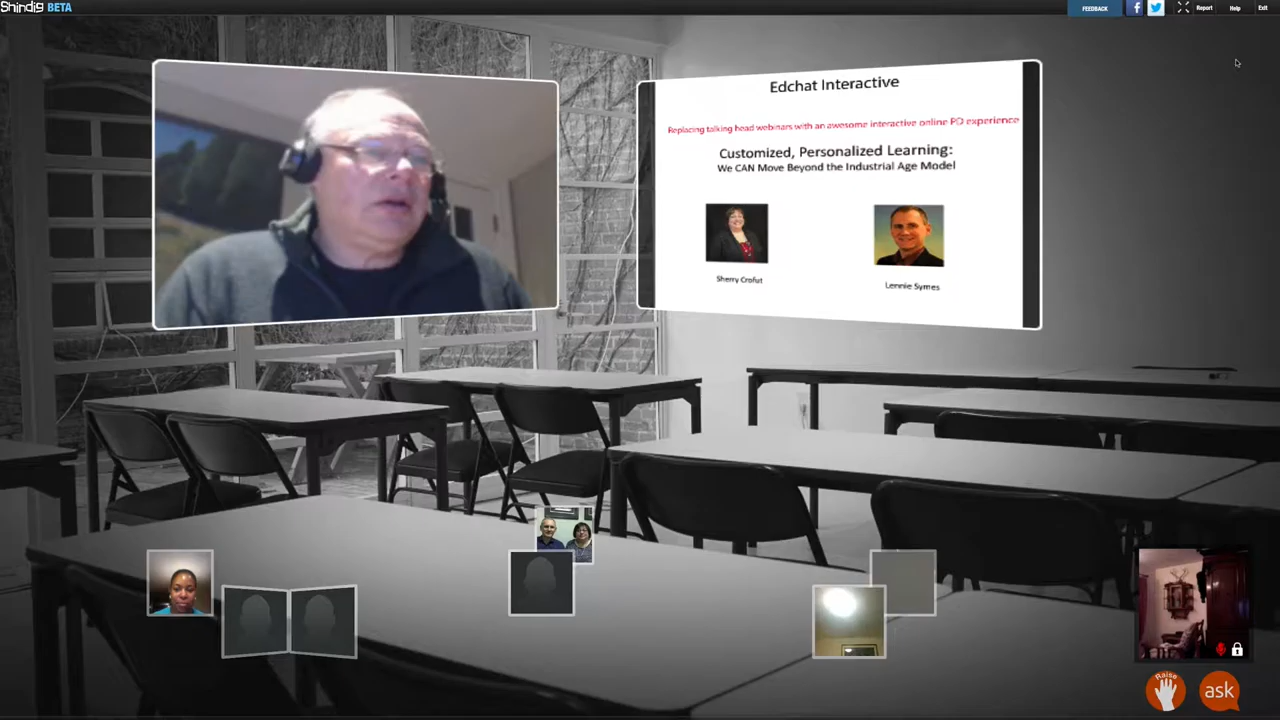 Shindig BETA
FEEDBACK
Report
Help
Exit
Edchat Interactive
Replacing talking head webinars with an awesome interactive online PD experience
Customized, Personalized Learning:
We CAN Move Beyond the Industrial Age Model
Sherry Crofut
Lennie Symes
Raise
ask